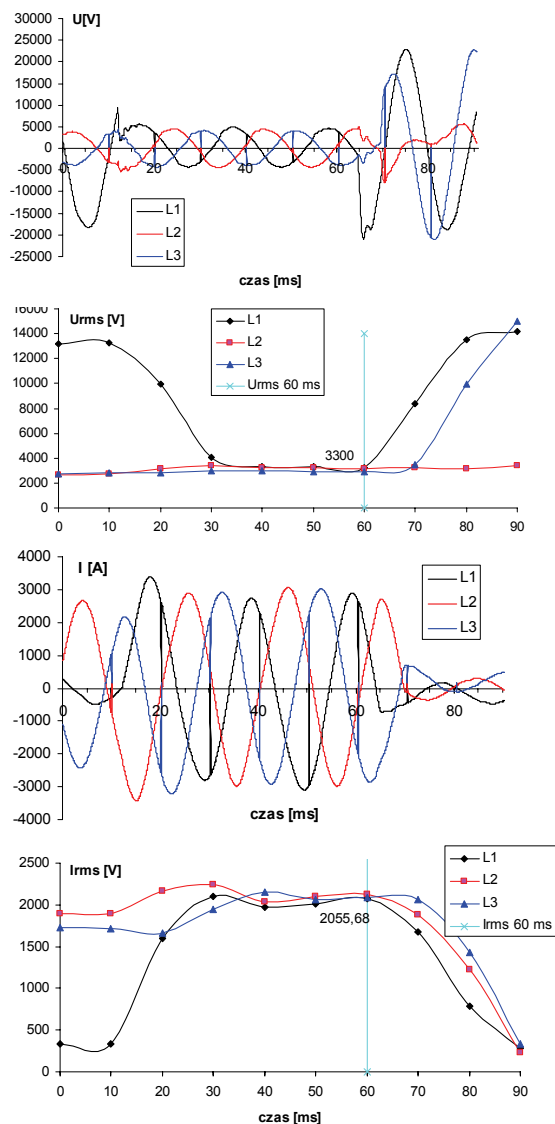 U[V]
30000
25000
20000
15000
10000
5000
0
-5000
-10000
-15000
-20000
-25000
0 20 40 60 80
L1
L2
L3
czas [ms]
Urms [V]
16000
14000
12000
10000
8000
6000
4000
2000
0
L1
L2
L3
Urms 60 ms
3300
0 10 20 30 40 50 60 70 80 90
I [A]
4000
3000
2000
1000
0
-1000
-2000
-3000
-4000
0 20 40 60 80
L1
L2
L3
czas [ms]
Irms [V]
2500
2000
1500
1000
500
0
L1
L2
L3
Irms 60 ms
2055,68
0 10 20 30 40 50 60 70 80 90
czas [ms]